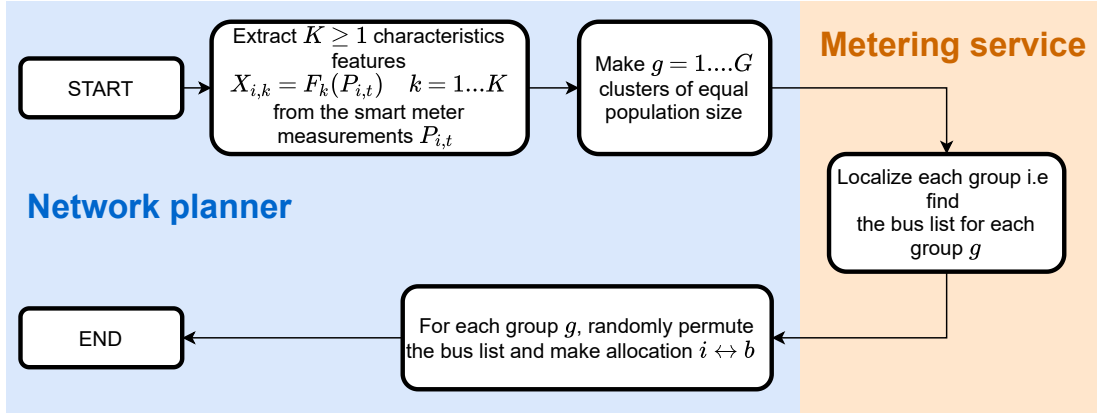 START
Extract K ≥ 1 characteristics
features
X_{i,k} = F_k(P_{i,t}) k = 1...K
from the smart meter
measurements P_{i,t}
Make g = 1....G
clusters of equal
population size
Metering service
Localize each group i.e
find
the bus list for each
group g
Network planner
For each group g, randomly permute
the bus list and make allocation i ↔ b
END